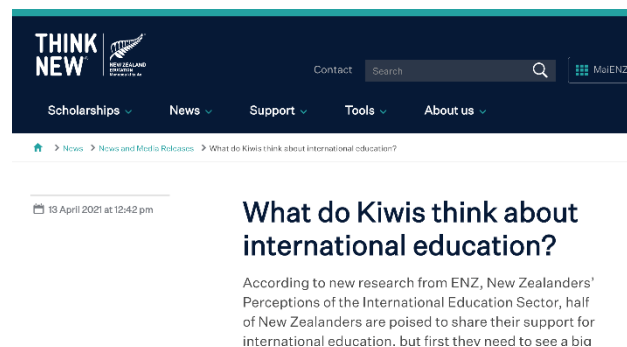 THINK
NEW
NEW ZEALAND
EDUCATION
Contact
Search
MaiENZ
Scholarships
News
Support
Tools
About us
News > News and Media Releases > What do Kiwis think about international education?
13 April 2021 at 12:42 pm
What do Kiwis think about
international education?
According to new research from ENZ, New Zealanders'
Perceptions of the International Education Sector, half
of New Zealanders are poised to share their support for
international education, but first they need to see a big